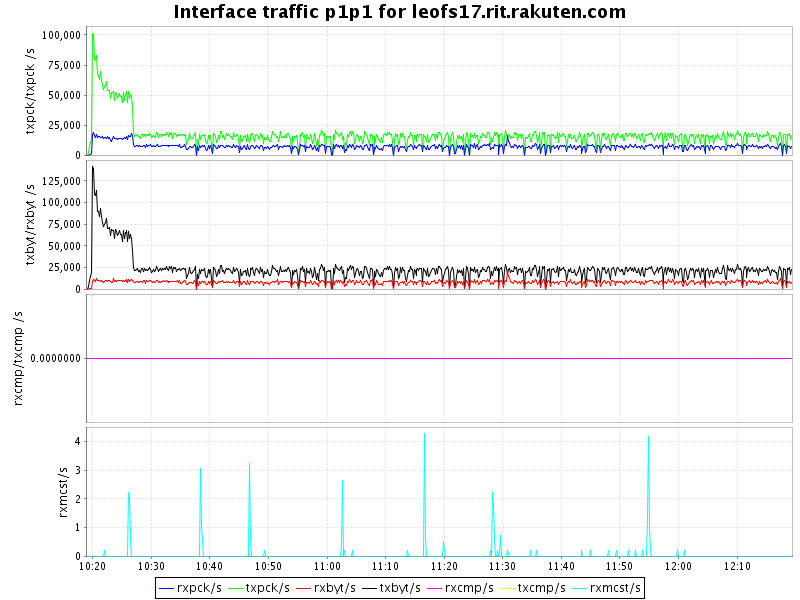 Interface traffic p1p1 for leofs17.rit.rakuten.com
txpck/txpck /s
100,000
75,000
50,000
25,000
0
txbyt/rxbyt /s
125,000
100,000
75,000
50,000
25,000
0
rxcmp/txcmp /s
0.0000000
rxmcst/s
4
3
2
1
0
10:20 10:30 10:40 10:50 11:00 11:10 11:20 11:30 11:40 11:50 12:00 12:10
rxpck/s txpck/s rxbyt/s txbyt/s rxcmp/s txcmp/s rxmcst/s